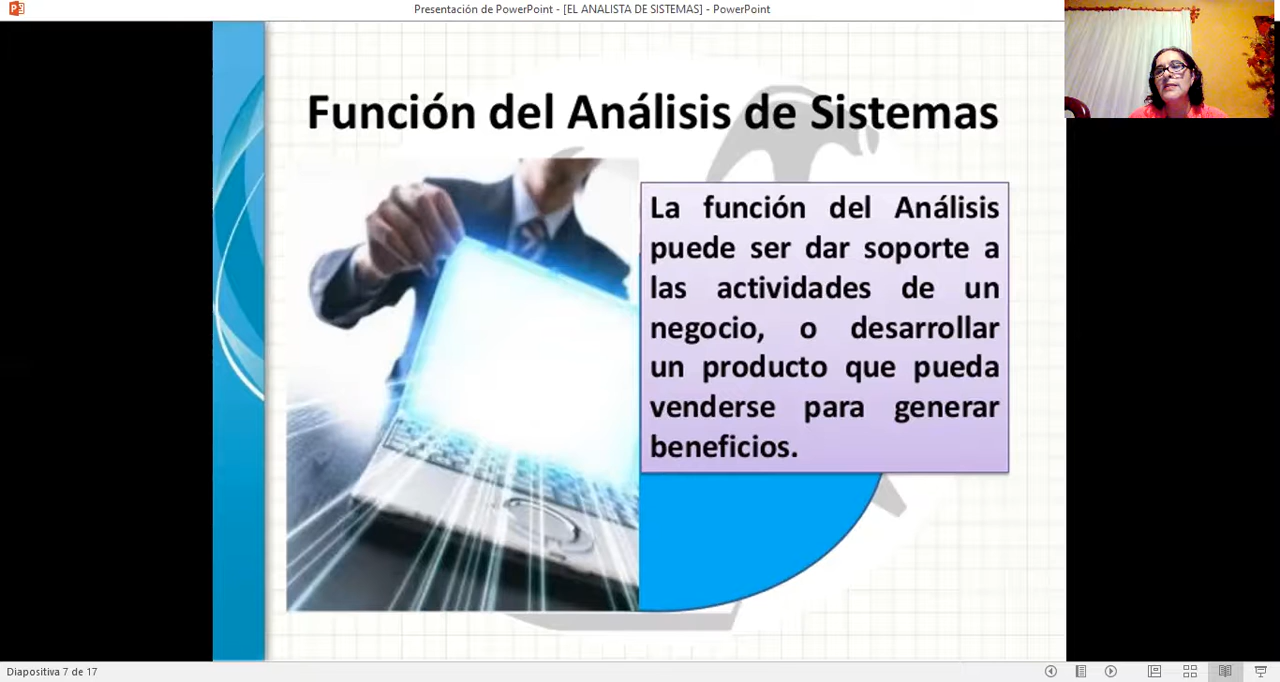 Presentación de PowerPoint - [EL ANALISTA DE SISTEMAS] - PowerPoint
Función del Análisis de Sistemas
La función del Análisis
puede ser dar soporte a
las actividades de un
negocio, o desarrollar
un producto que pueda
venderse para generar
beneficios.
Diapositiva 7 de 17